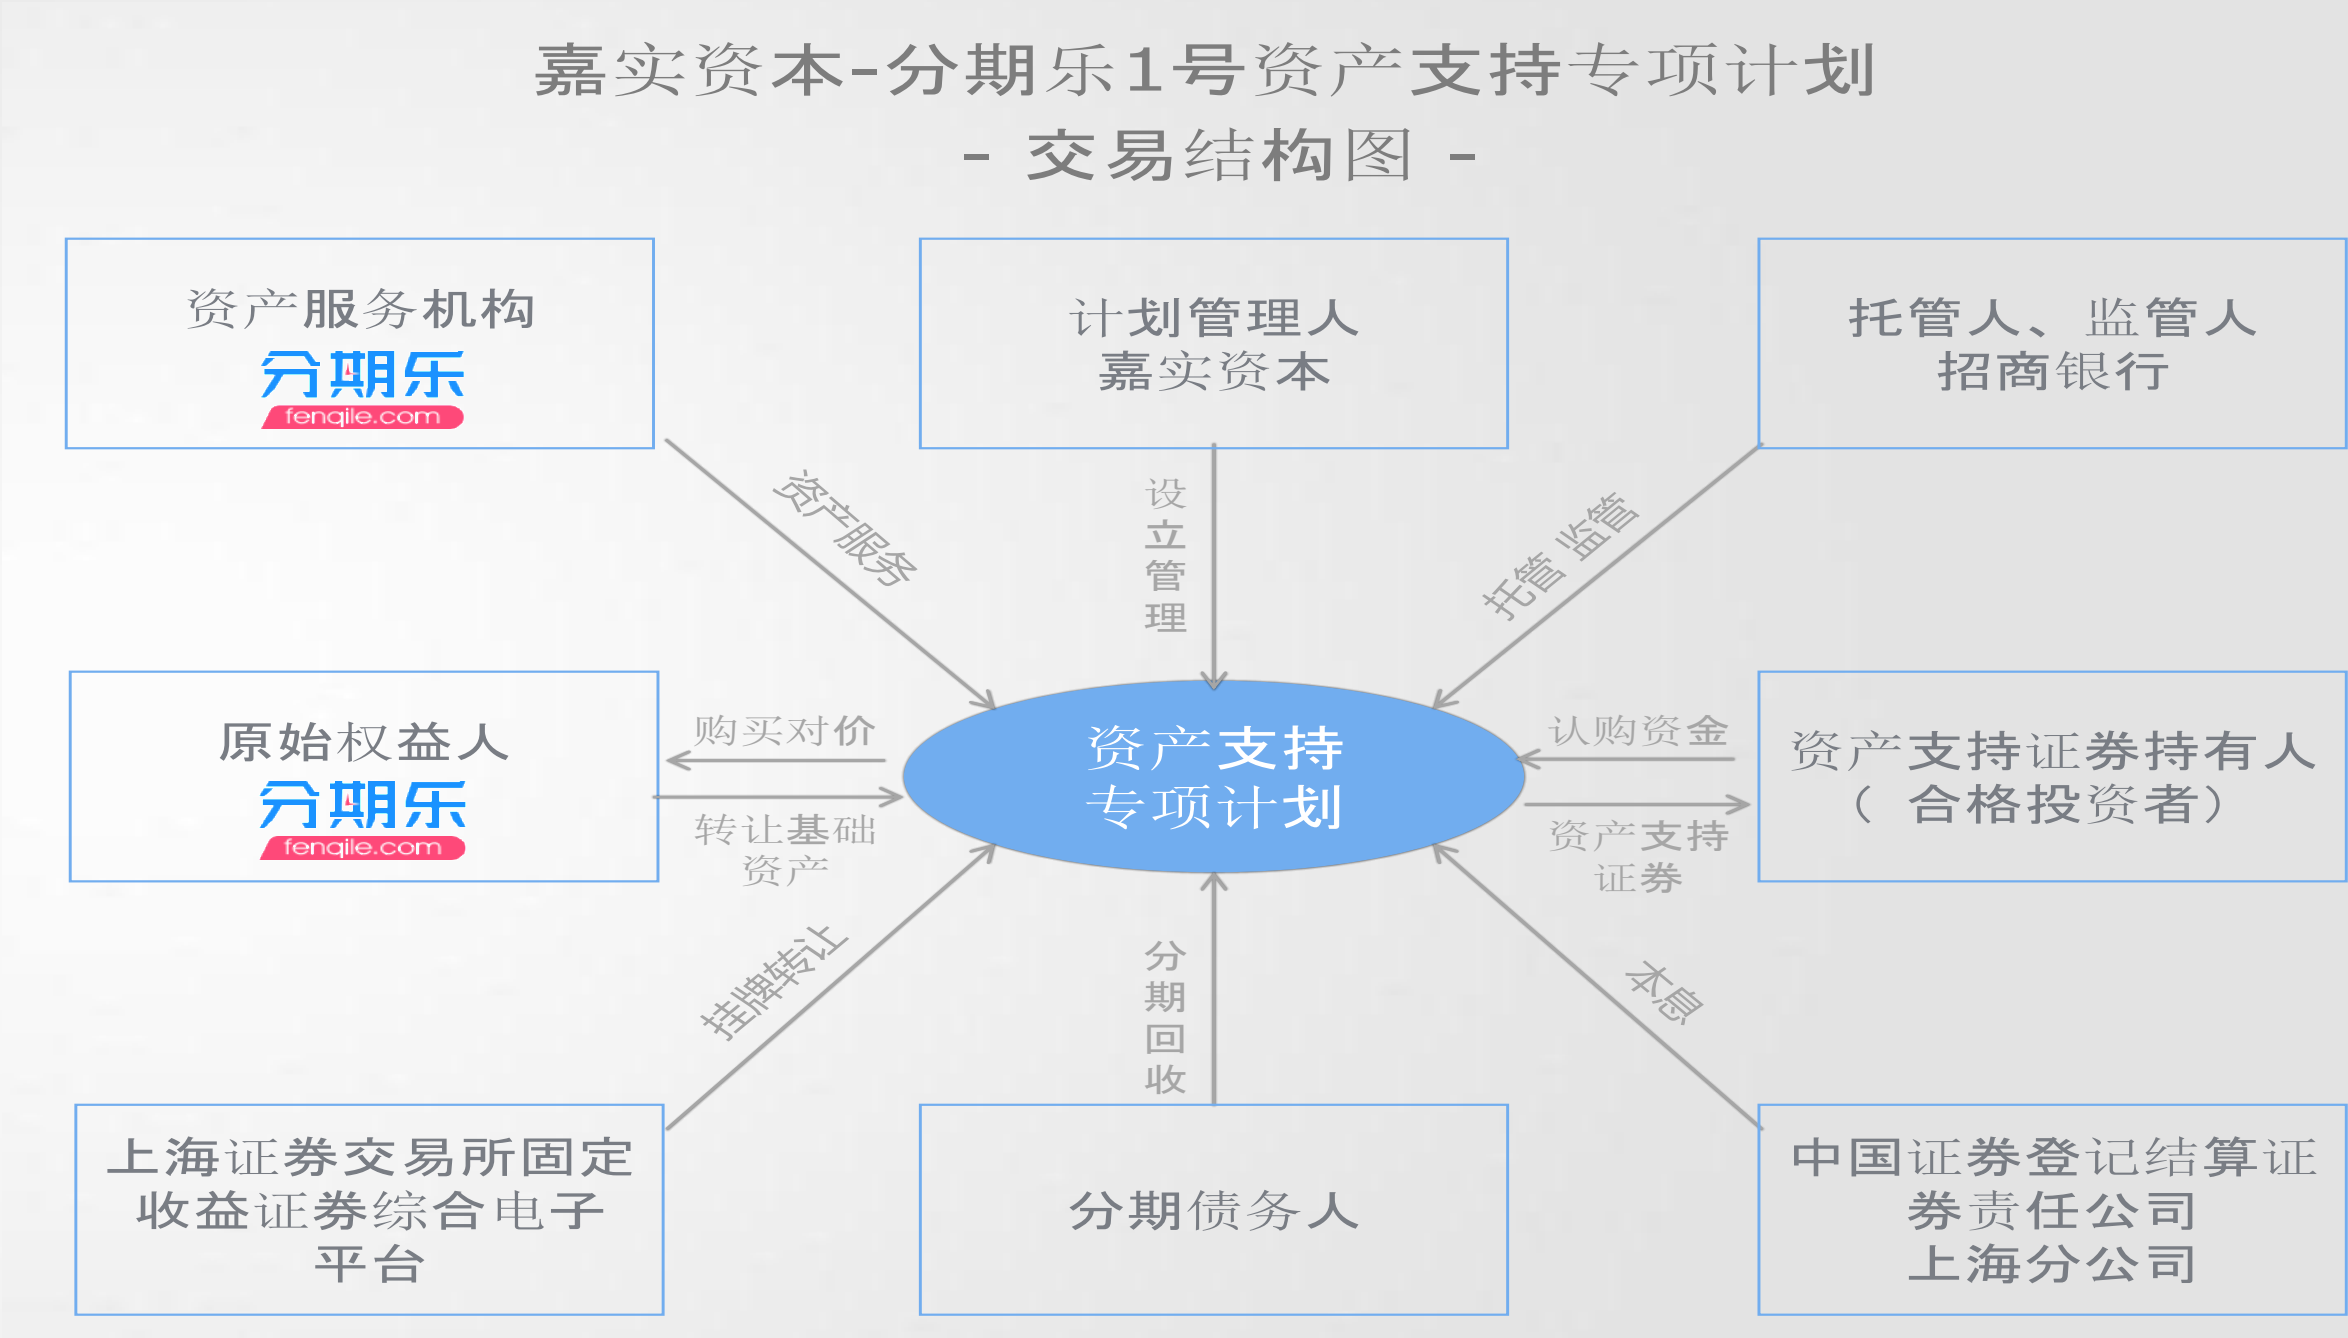 嘉实资本-分期乐1号资产支持专项计划
- 交易结构图 -
资产服务机构
分期乐
fenqile.com
计划管理人
嘉实资本
托管人、监管人
招商银行
资产服务
设立管理
托管 监管
原始权益人
分期乐
fenqile.com
购买对价
转让基础
资产
资产支持
专项计划
认购资金
资产支持
证券
资产支持证券持有人
（ 合格投资者）
挂牌转让
分期回收
本息
上海证券交易所固定
收益证券综合电子
平台
分期债务人
中国证券登记结算证
券责任公司
上海分公司